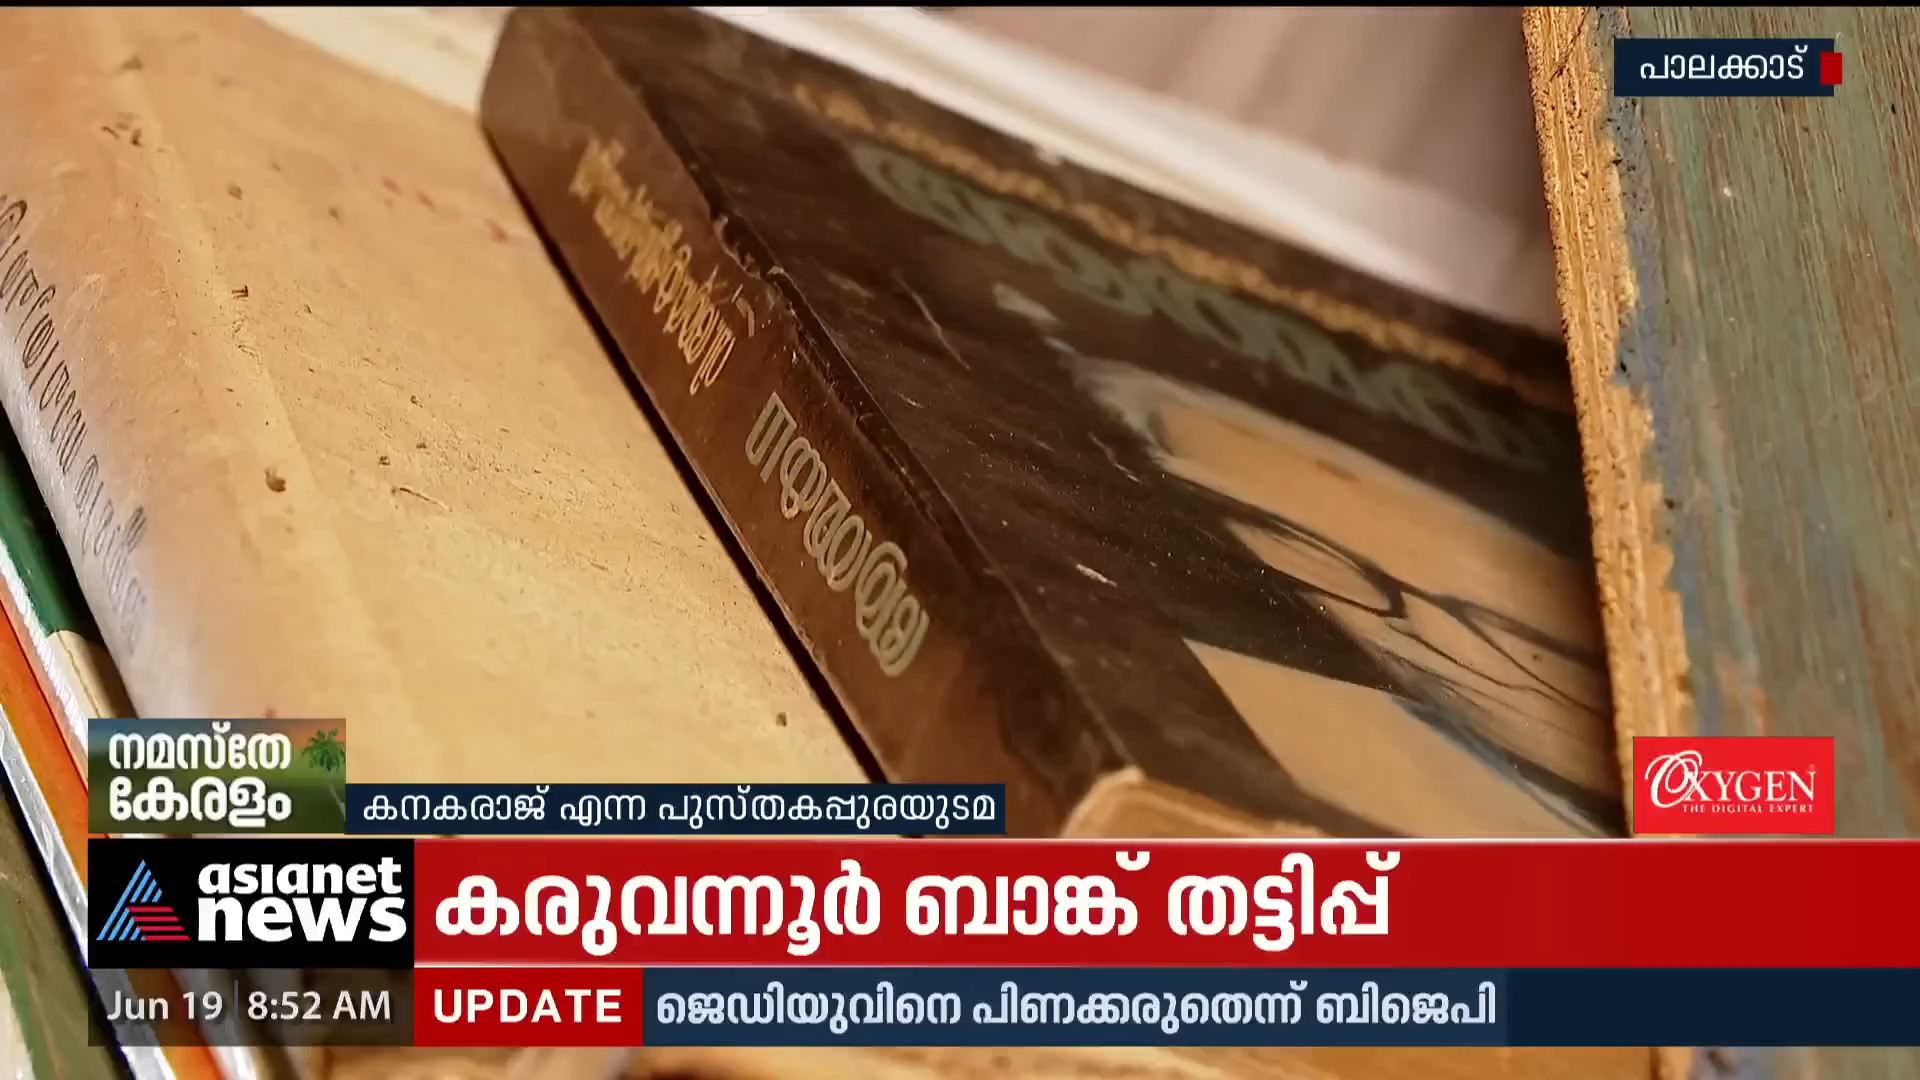 പാലക്കാട്
നമസ്തേ
കേരളം
കനകരാജ് എന്ന പുസ്തകപ്പുരയുടമ
OXYGEN
THE DIGITAL EXPERT
asianet
news
കരുവന്നൂർ ബാങ്ക് തട്ടിപ്പ്
Jun 19 8:52 AM
UPDATE ജെഡിയുവിനെ പിണക്കരുതെന്ന് ബിജെപി